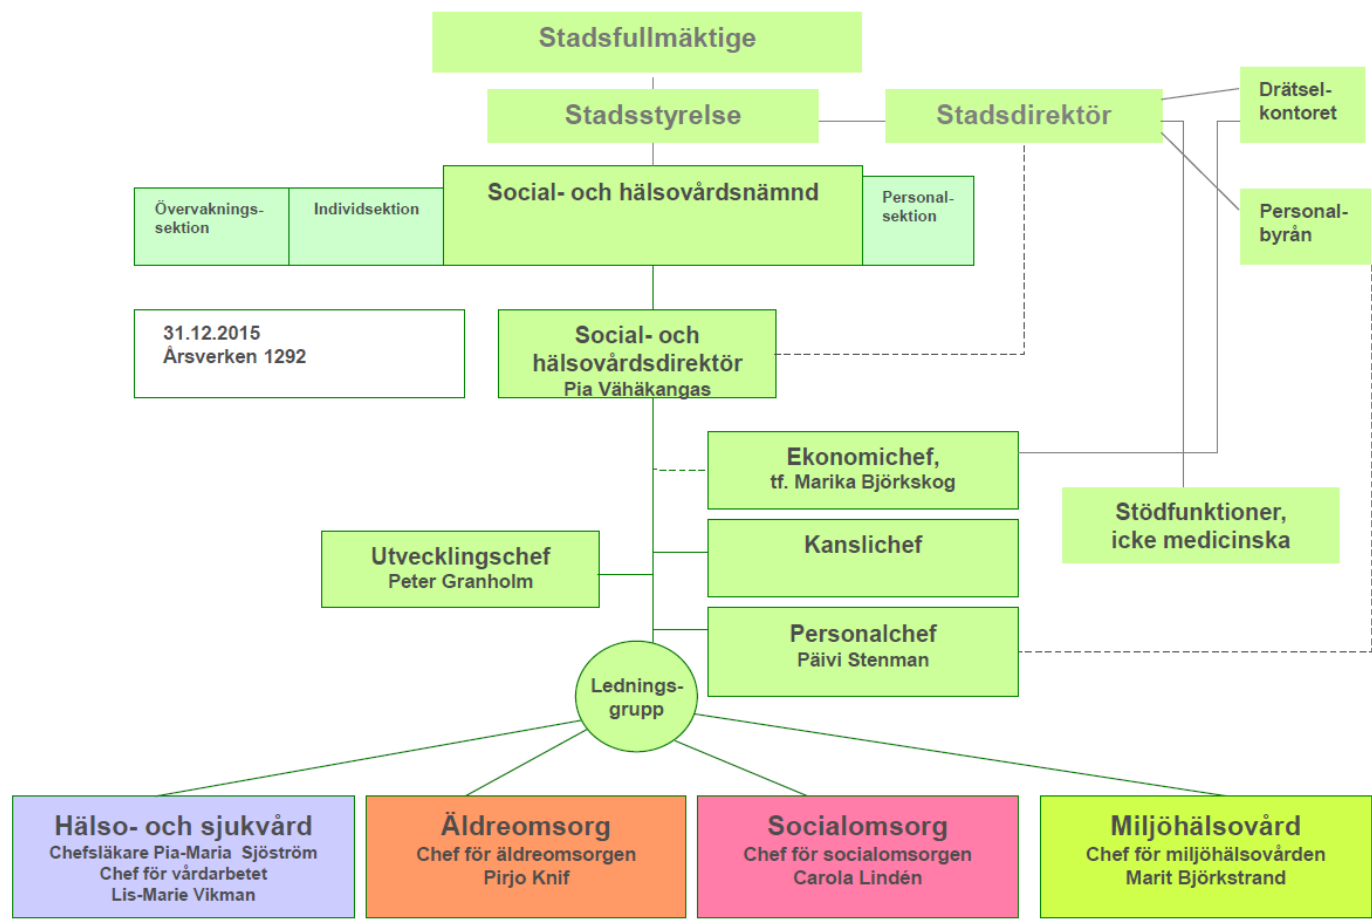 Stadsfullmäktige
Stadsstyrelse
Stadsdirektör
Drätsel-
kontoret
Social- och hälsovårdsnämnd
Övervaknings-
sektion
Individsektion
Personal-
sektion
Personal-
byrån
31.12.2015
Årsverken 1292
Social- och
hälsovårdsdirektör
Pia Vähäkangas
Ekonomichef,
tf. Marika Björkskog
Stödfunktioner,
icke medicinska
Kanslichef
Utvecklingschef
Peter Granholm
Personalchef
Päivi Stenman
Lednings-
grupp
Hälso- och sjukvård
Chefsläkare Pia-Maria Sjöström
Chef för vårdarbetet
Lis-Marie Vikman
Äldreomsorg
Chef för äldreomsorgen
Pirjo Knif
Socialomsorg
Chef för socialomsorgen
Carola Lindén
Miljöhälsovård
Chef för miljöhälsovården
Marit Björkstrand